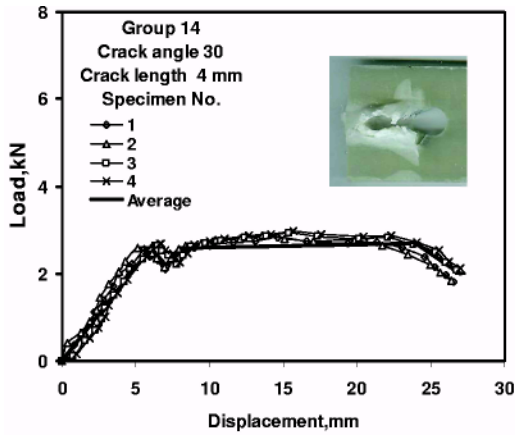 8
Group 14
Crack angle 30
Crack length 4 mm
Specimen No.
1
2
3
4
Average
6
4
2
0
Load,kN
0 5 10 15 20 25 30
Displacement,mm